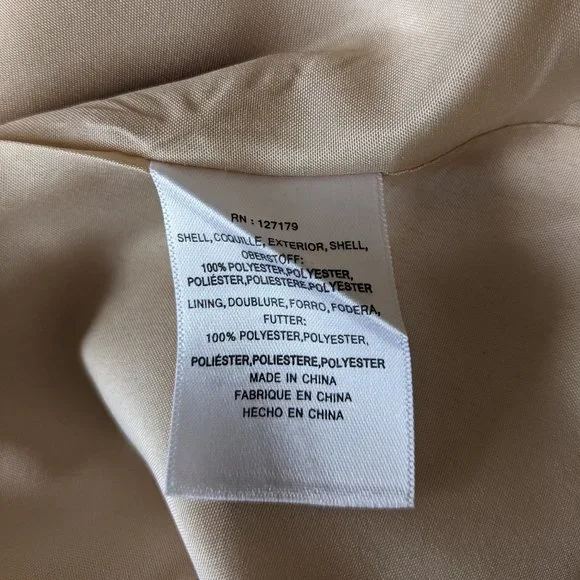 RN : 127179
SHELL,COQUILLE,EXTERIOR,SHELL,
OBERSTOFF:
100% POLYESTER,POLYESTER,
POLIÉSTER,POLIESTERE,POLYESTER
LINING,DOUBLURE,FORRO,FODERA,
FUTTER:
100% POLYESTER,POLYESTER,
POLIÉSTER,POLIESTERE,POLYESTER
MADE IN CHINA
FABRIQUE EN CHINA
HECHO EN CHINA